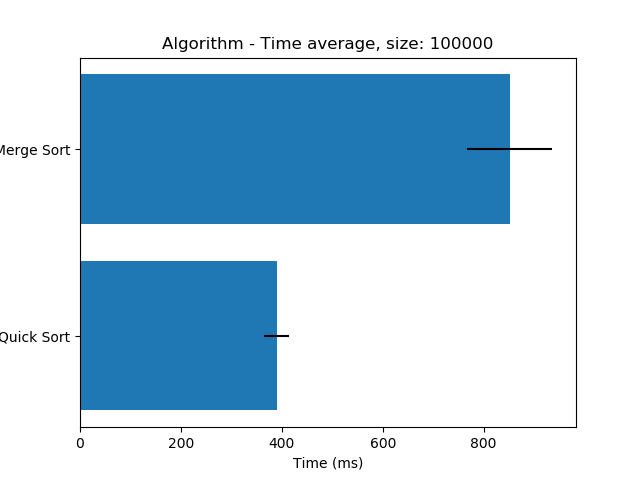 Algorithm - Time average, size: 100000
Merge Sort
Quick Sort
0 200 400 600 800
Time (ms)